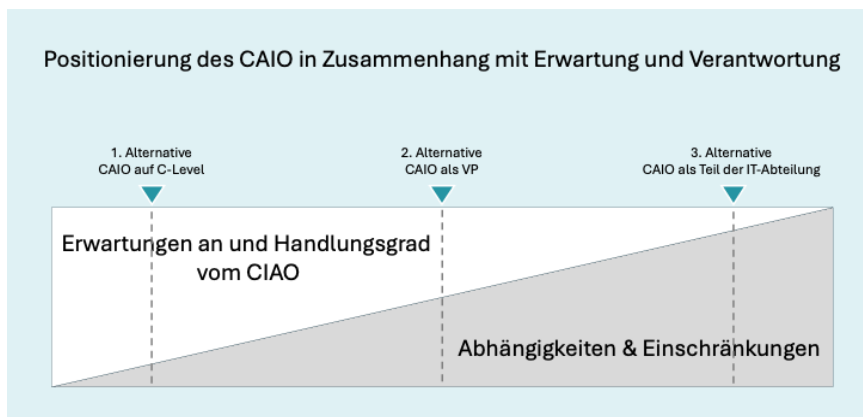 Positionierung des CAIO in Zusammenhang mit Erwartung und Verantwortung
1. Alternative
CAIO auf C-Level
2. Alternative
CAIO als VP
3. Alternative
CAIO als Teil der IT-Abteilung
Erwartungen an und Handlungsgrad
vom CIAO
Abhängigkeiten & Einschränkungen